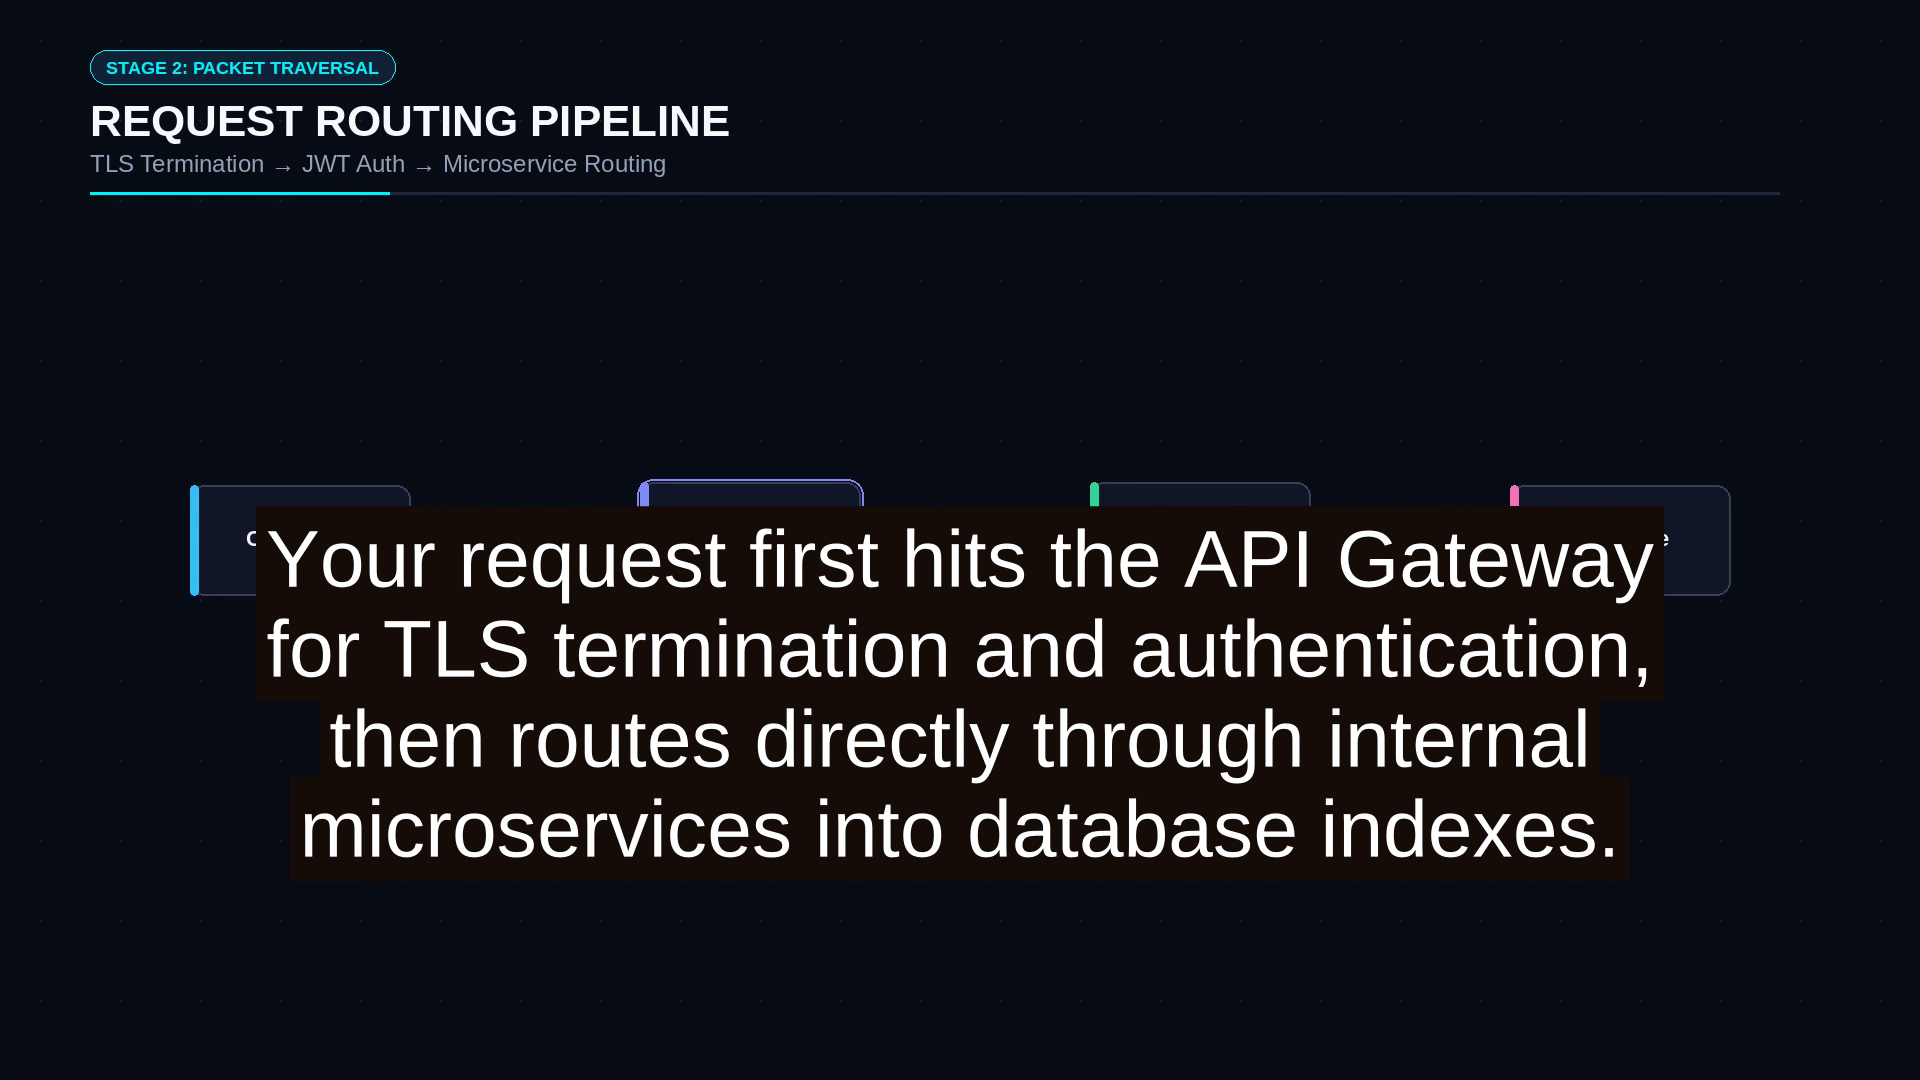 STAGE 2: PACKET TRAVERSAL
REQUEST ROUTING PIPELINE
TLS Termination → JWT Auth → Microservice Routing
Your request first hits the API Gateway
for TLS termination and authentication,
then routes directly through internal
microservices into database indexes.